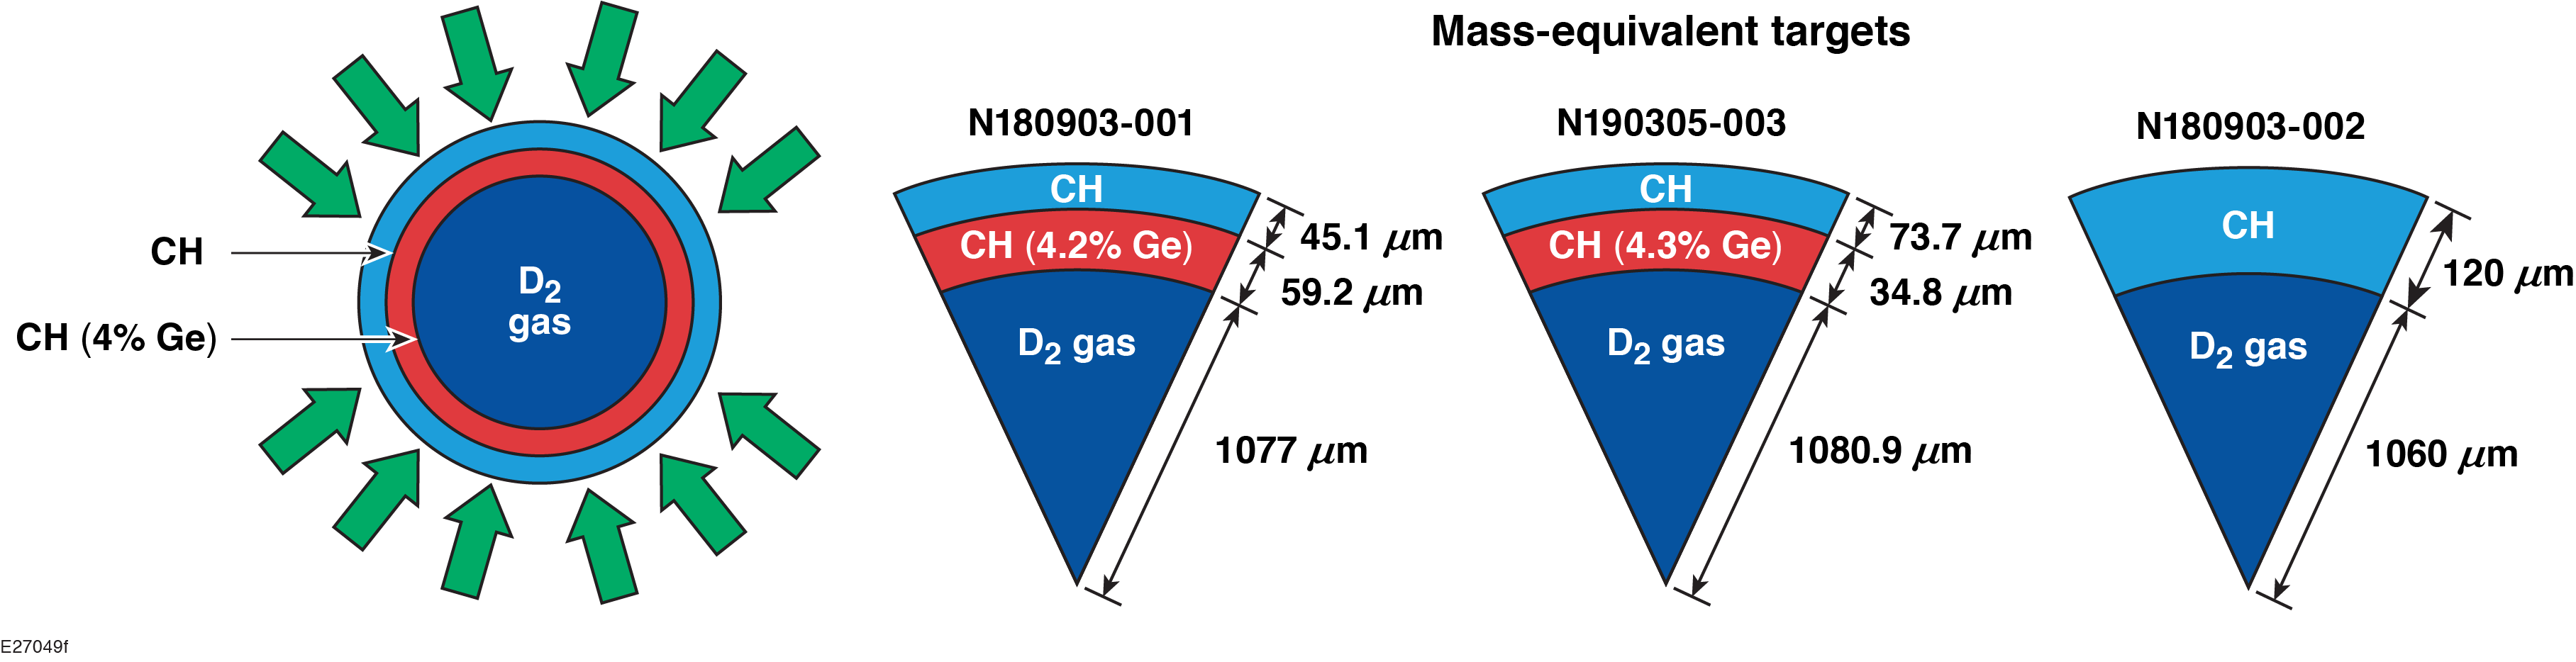 Mass-equivalent targets
CH
CH (4% Ge)
D2
gas
N180903-001
CH
CH (4.2% Ge)
D2 gas
45.1 μm
59.2 μm
1077 μm
N190305-003
CH
CH (4.3% Ge)
D2 gas
73.7 μm
34.8 μm
1080.9 μm
N180903-002
CH
D2 gas
120 μm
1060 μm
E27049f